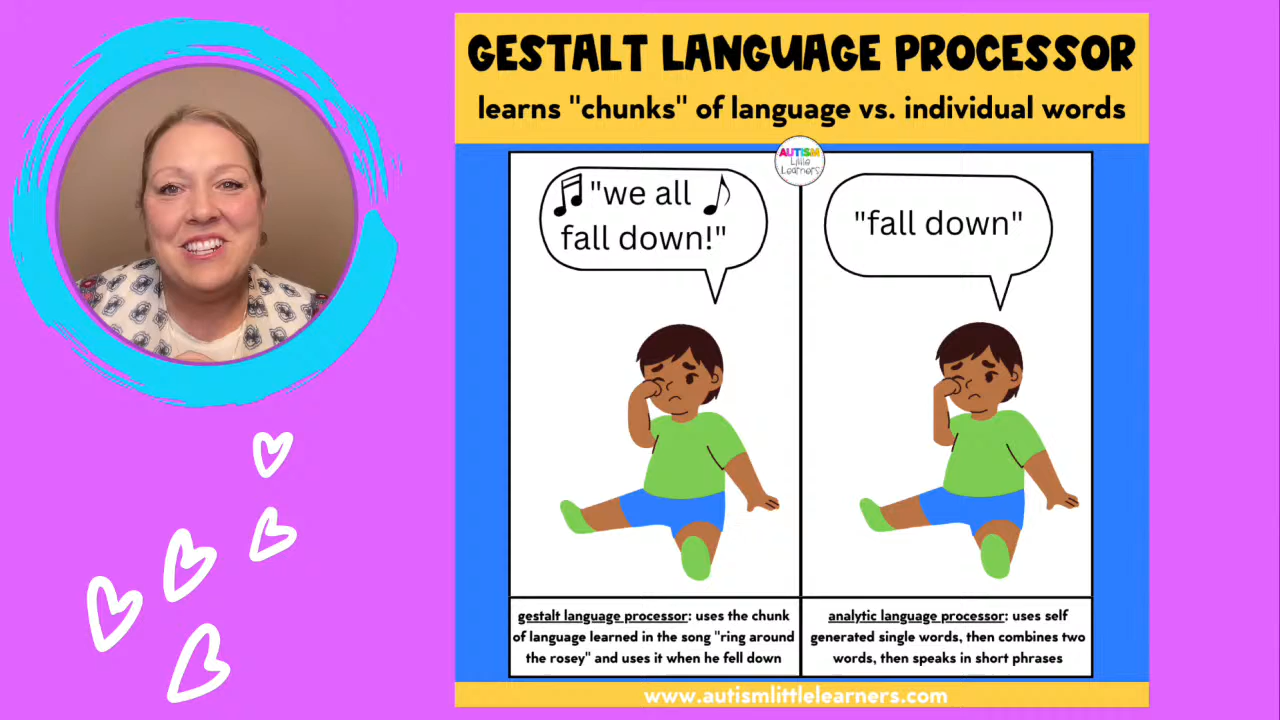 GESTALT LANGUAGE PROCESSOR
learns "chunks" of language vs. individual words
AUTISM
Little
Learners
"we all
fall down!"
"fall down"
gestalt language processor: uses the chunk
of language learned in the song "ring around
the rosey" and uses it when he fell down
analytic language processor: uses self
generated single words, then combines two
words, then speaks in short phrases
www.autismlittlelearners.com